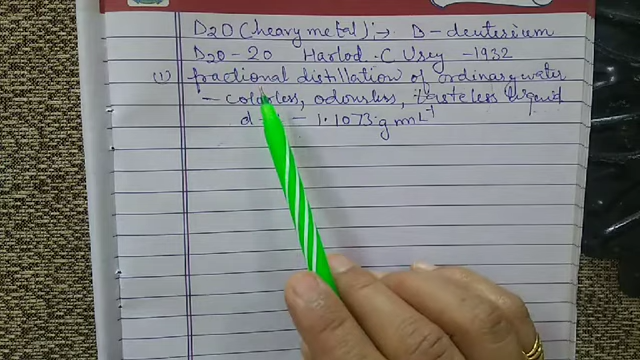 D2O (heavy metal) :→ D - deuterium
D2O - 20 Harlod .C Urey - 1932
(1) fractional distillation of ordinary water
- colorless, odourless, tasteless liquid
d - 1.1073 g mL-1